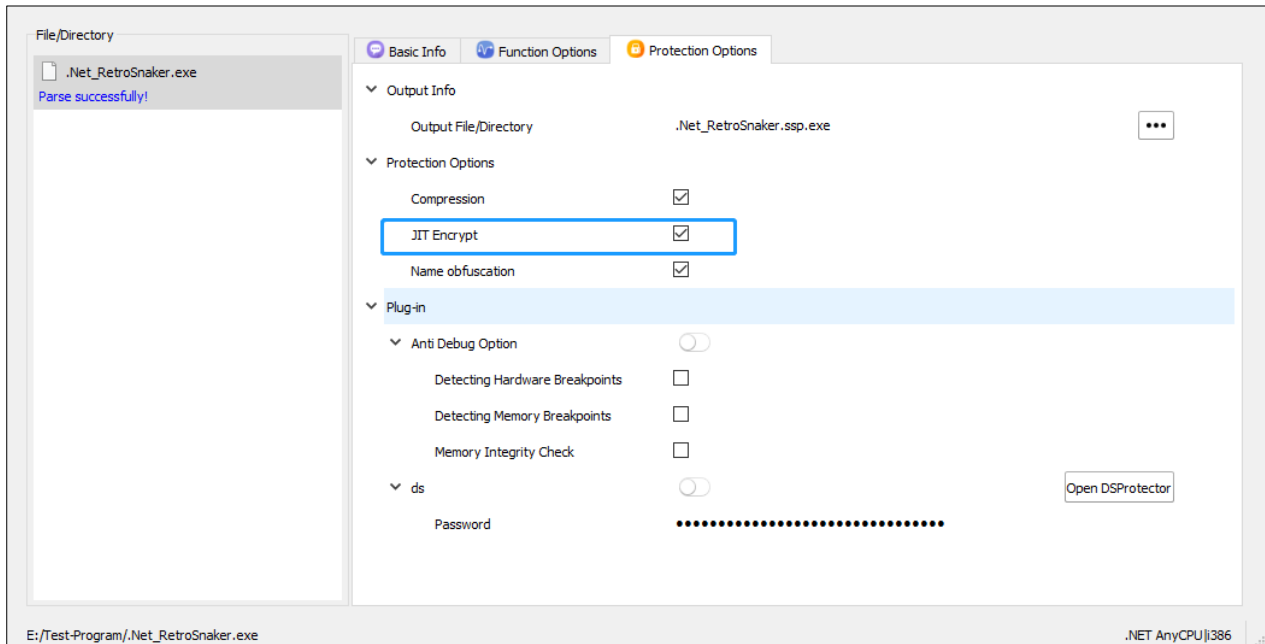 File/Directory
.Net_RetroSnaker.exe
Parse successfully!
Basic Info
Function Options
Protection Options
Output Info
Output File/Directory .Net_RetroSnaker.ssp.exe •••
Protection Options
Compression
JIT Encrypt
Name obfuscation
Plug-in
Anti Debug Option
Detecting Hardware Breakpoints
Detecting Memory Breakpoints
Memory Integrity Check
ds Open DSProtector
Password ••••••••••••••••••••••••••••••••
E:/Test-Program/.Net_RetroSnaker.exe .NET AnyCPU|i386